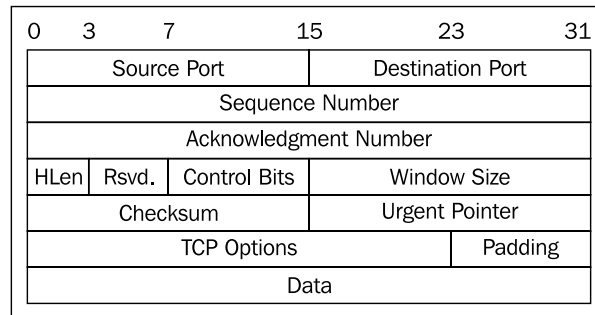 0 3 7 15 23 31
Source Port Destination Port
Sequence Number
Acknowledgment Number
HLen Rsvd. Control Bits Window Size
Checksum Urgent Pointer
TCP Options Padding
Data